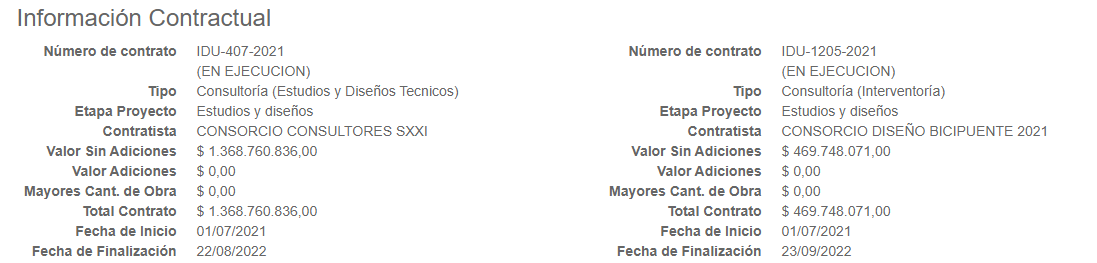 Información Contractual
Número de contrato IDU-407-2021
(EN EJECUCION)
Tipo Consultoría (Estudios y Diseños Tecnicos)
Etapa Proyecto Estudios y diseños
Contratista CONSORCIO CONSULTORES SXXI
Valor Sin Adiciones $ 1.368.760.836,00
Valor Adiciones $ 0,00
Mayores Cant. de Obra $ 0,00
Total Contrato $ 1.368.760.836,00
Fecha de Inicio 01/07/2021
Fecha de Finalización 22/08/2022
Número de contrato IDU-1205-2021
(EN EJECUCION)
Tipo Consultoría (Interventoría)
Etapa Proyecto Estudios y diseños
Contratista CONSORCIO DISEÑO BICIPUENTE 2021
Valor Sin Adiciones $ 469.748.071,00
Valor Adiciones $ 0,00
Mayores Cant. de Obra $ 0,00
Total Contrato $ 469.748.071,00
Fecha de Inicio 01/07/2021
Fecha de Finalización 23/09/2022